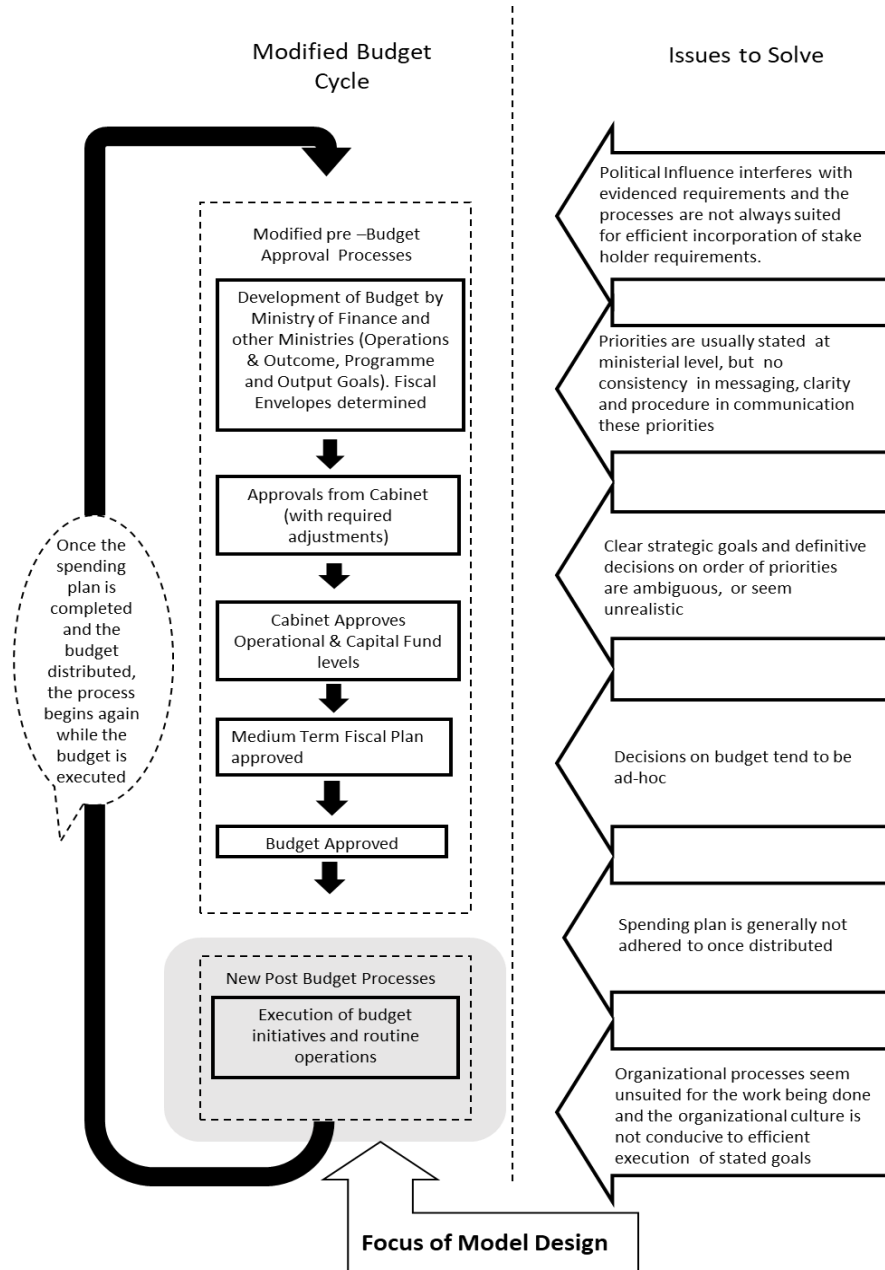 Modified Budget
Cycle
Issues to Solve
Political Influence interferes with
evidenced requirements and the
processes are not always suited
for efficient incorporation of stake
holder requirements.
Modified pre –Budget
Approval Processes
Development of Budget by
Ministry of Finance and
other Ministries (Operations
& Outcome, Programme
and Output Goals). Fiscal
Envelopes determined
Priorities are usually stated at
ministerial level, but no
consistency in messaging, clarity
and procedure in communication
these priorities
Approvals from Cabinet
(with required
adjustments)
Clear strategic goals and definitive
decisions on order of priorities
are ambiguous, or seem
unrealistic
Once the
spending
plan is
completed
and the
budget
distributed,
the process
begins again
while the
budget is
executed
Cabinet Approves
Operational & Capital Fund
levels
Medium Term Fiscal Plan
approved
Decisions on budget tend to be
ad-hoc
Budget Approved
Spending plan is generally not
adhered to once distributed
New Post Budget Processes
Execution of budget
initiatives and routine
operations
Organizational processes seem
unsuited for the work being done
and the organizational culture is
not conducive to efficient
execution of stated goals
Focus of Model Design